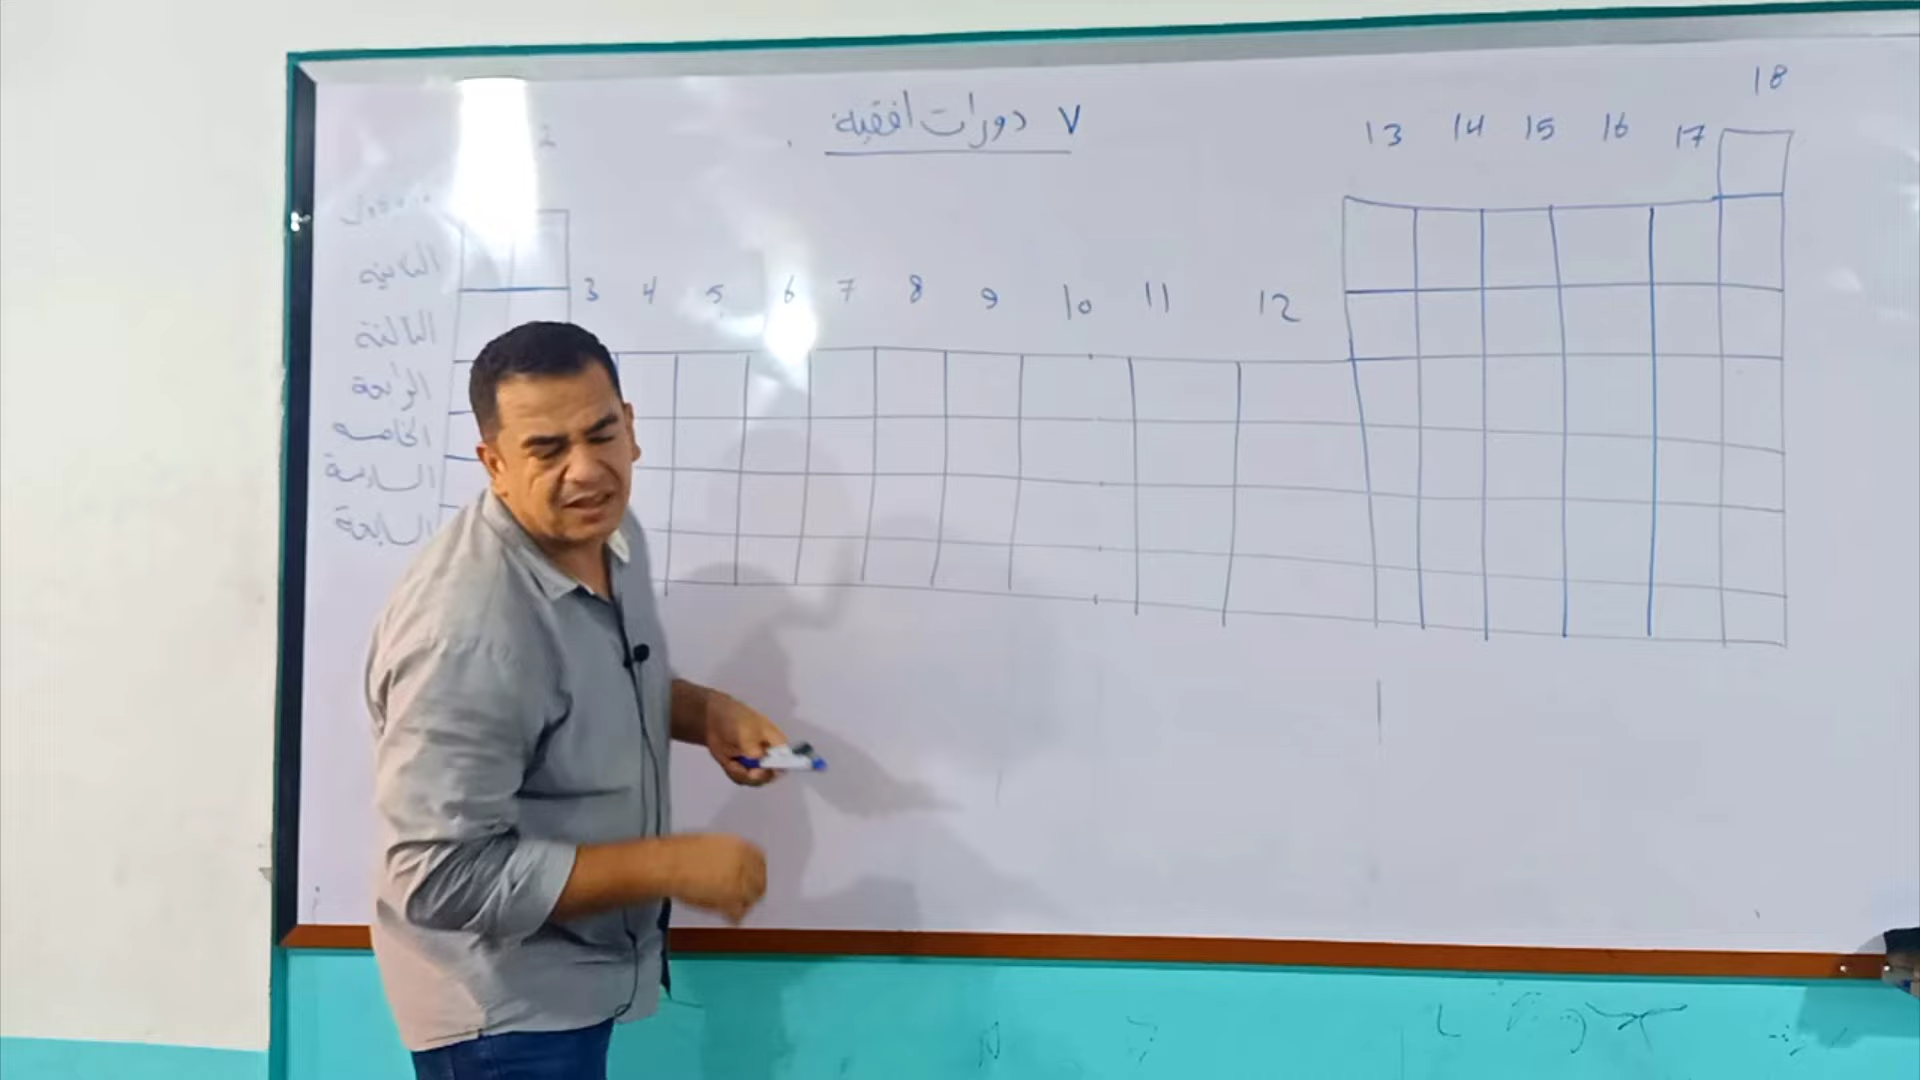 ٧ دورات افقية
18
13 14 15 16 17
2
3 4 5 6 7 8 9 10 11 12
الثانية
الثالثة
الرابعة
الخامسه
السادسة
السابعة